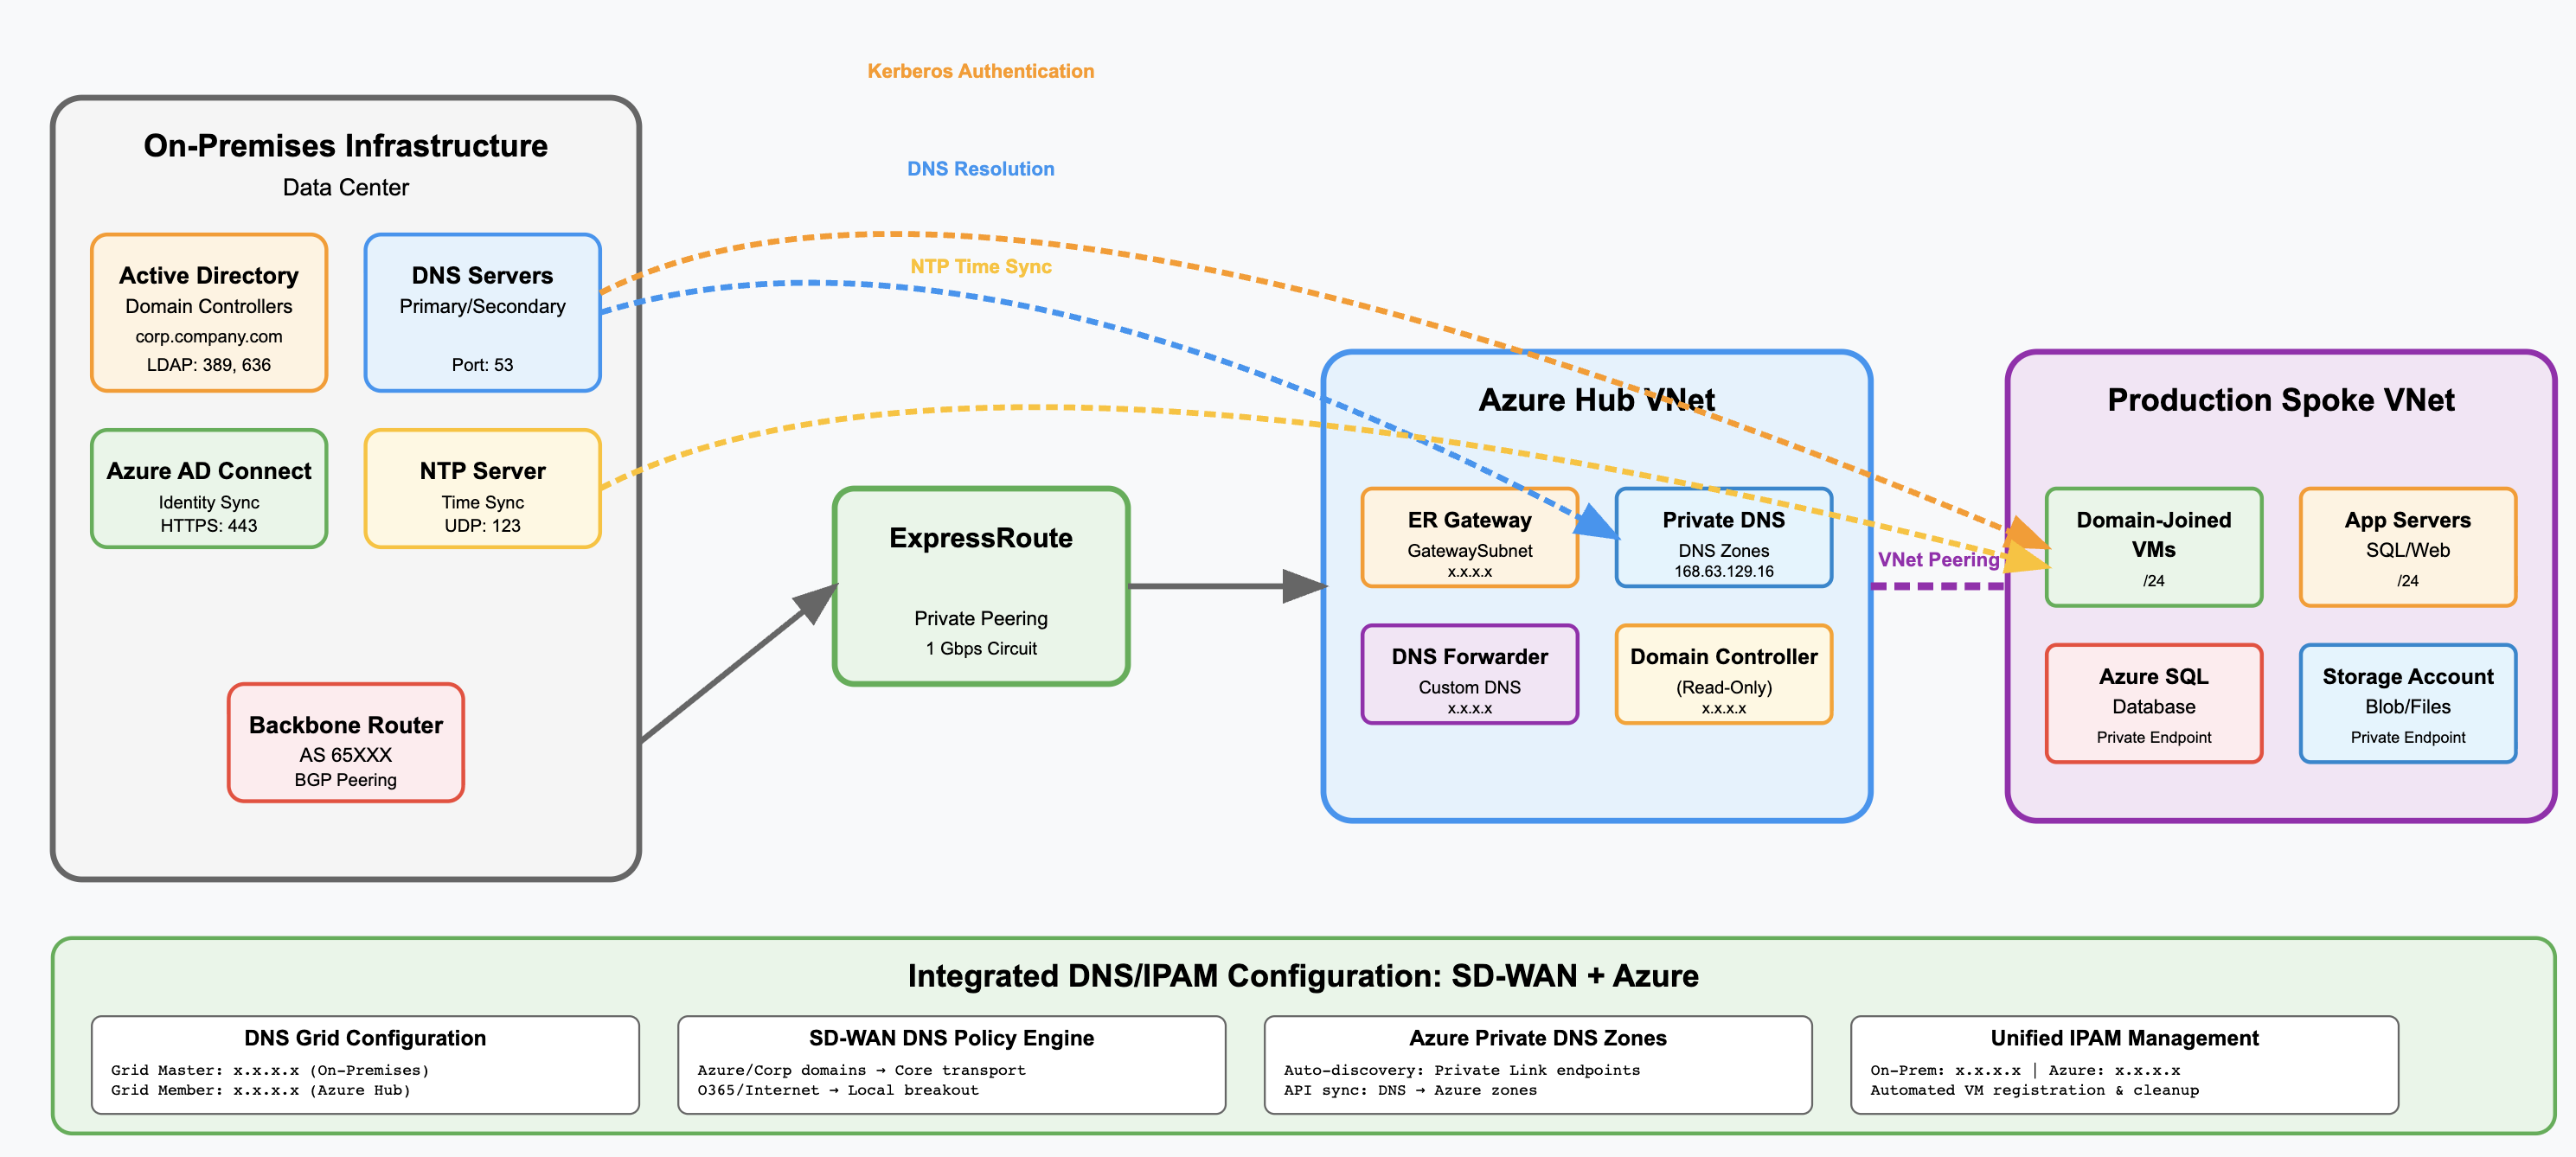 Kerberos Authentication
DNS Resolution
NTP Time Sync
On-Premises Infrastructure
Data Center
Active Directory
Domain Controllers
corp.company.com
LDAP: 389, 636
DNS Servers
Primary/Secondary
Port: 53
Azure AD Connect
Identity Sync
HTTPS: 443
NTP Server
Time Sync
UDP: 123
Backbone Router
AS 65XXX
BGP Peering
ExpressRoute
Private Peering
1 Gbps Circuit
Azure Hub VNet
ER Gateway
GatewaySubnet
x.x.x.x
Private DNS
DNS Zones
168.63.129.16
DNS Forwarder
Custom DNS
x.x.x.x
Domain Controller
(Read-Only)
x.x.x.x
VNet Peering
Production Spoke VNet
Domain-Joined
VMs
/24
App Servers
SQL/Web
/24
Azure SQL
Database
Private Endpoint
Storage Account
Blob/Files
Private Endpoint
Integrated DNS/IPAM Configuration: SD-WAN + Azure
DNS Grid Configuration
Grid Master: x.x.x.x (On-Premises)
Grid Member: x.x.x.x (Azure Hub)
SD-WAN DNS Policy Engine
Azure/Corp domains → Core transport
O365/Internet → Local breakout
Azure Private DNS Zones
Auto-discovery: Private Link endpoints
API sync: DNS → Azure zones
Unified IPAM Management
On-Prem: x.x.x.x | Azure: x.x.x.x
Automated VM registration & cleanup